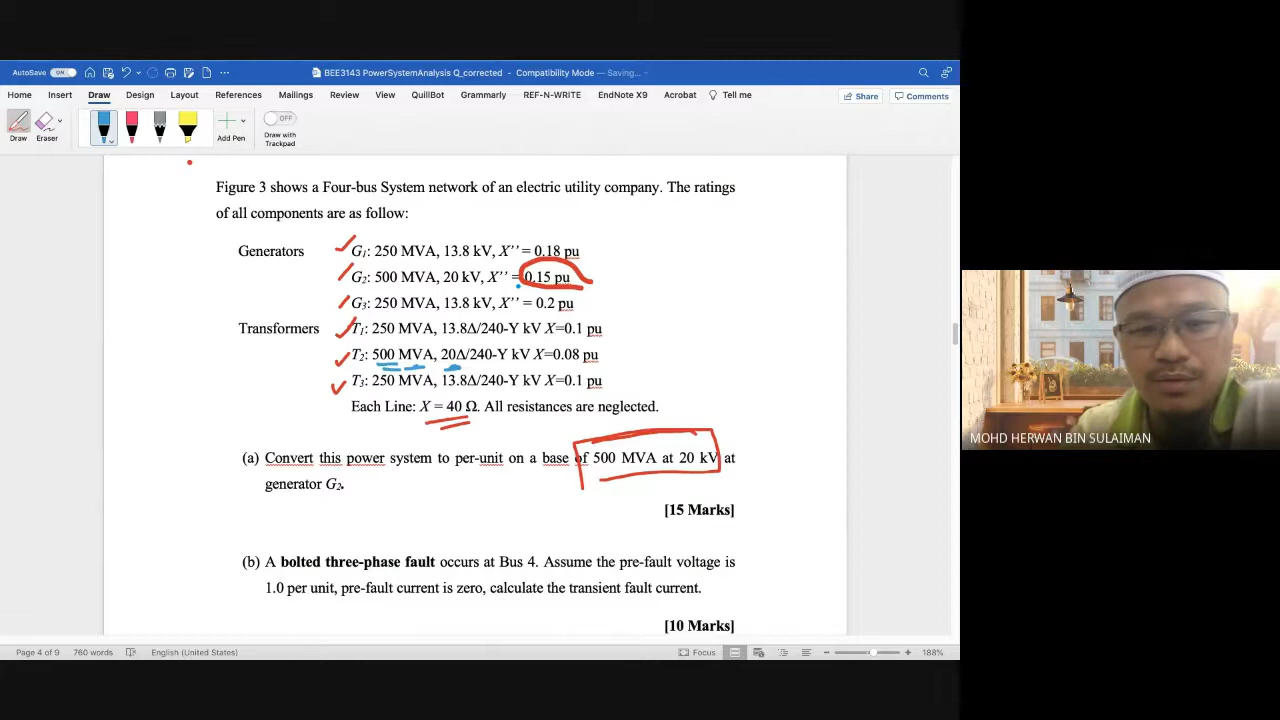 AutoSave ON BEE3143 PowerSystemAnalysis Q_corrected - Compatibility Mode — Saving...
Home Insert Draw Design Layout References Mailings Review View QuillBot Grammarly REF-N-WRITE EndNote X9 Acrobat Tell me Share Comments
OFF
Draw Eraser Add Pen Draw with Trackpad
Figure 3 shows a Four-bus System network of an electric utility company. The ratings
of all components are as follow:
Generators G1: 250 MVA, 13.8 kV, X’’ = 0.18 pu
G2: 500 MVA, 20 kV, X’’ = 0.15 pu
G3: 250 MVA, 13.8 kV, X’’ = 0.2 pu
Transformers T1: 250 MVA, 13.8Δ/240-Y kV X=0.1 pu
T2: 500 MVA, 20Δ/240-Y kV X=0.08 pu
T3: 250 MVA, 13.8Δ/240-Y kV X=0.1 pu
Each Line: X = 40 Ω. All resistances are neglected.
(a) Convert this power system to per-unit on a base of 500 MVA at 20 kV at
generator G2.
[15 Marks]
(b) A bolted three-phase fault occurs at Bus 4. Assume the pre-fault voltage is
1.0 per unit, pre-fault current is zero, calculate the transient fault current.
[10 Marks]
Page 4 of 9 760 words English (United States) Focus 188%
MOHD HERWAN BIN SULAIMAN